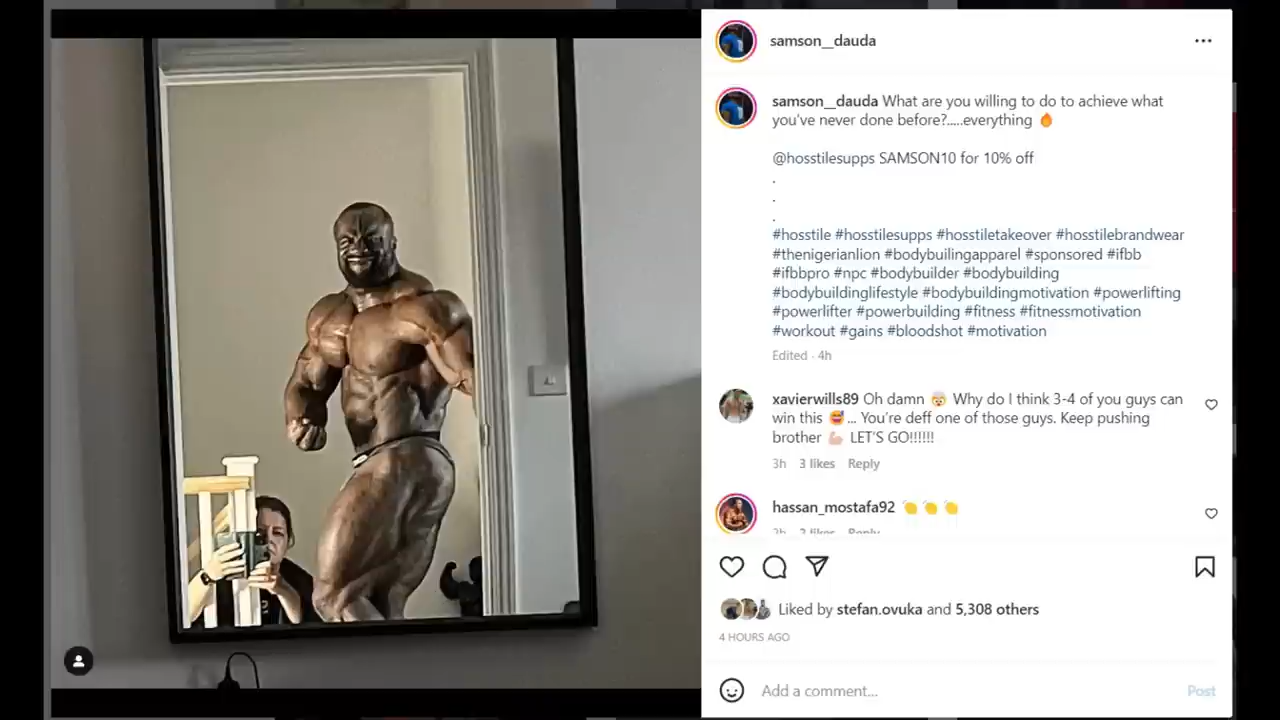 samson__dauda
samson__dauda What are you willing to do to achieve what
you've never done before?.....everything 🔥
@hosstilesupps SAMSON10 for 10% off
.
.
.
#hosstile #hosstilesupps #hosstiletakeover #hosstilebrandwear
#thenigerianlion #bodybuilingapparel #sponsored #ifbb
#ifbbpro #npc #bodybuilder #bodybuilding
#bodybuildinglifestyle #bodybuildingmotivation #powerlifting
#powerlifter #powerbuilding #fitness #fitnessmotivation
#workout #gains #bloodshot #motivation
Edited · 4h
xavierwills89 Oh damn 🤯 Why do I think 3-4 of you guys can
win this 😅... You're deff one of those guys. Keep pushing
brother 💪🏼 LET'S GO!!!!!!
3h 3 likes Reply
hassan_mostafa92 👏 👏 👏
Liked by stefan.ovuka and 5,308 others
4 HOURS AGO
Add a comment...
Post